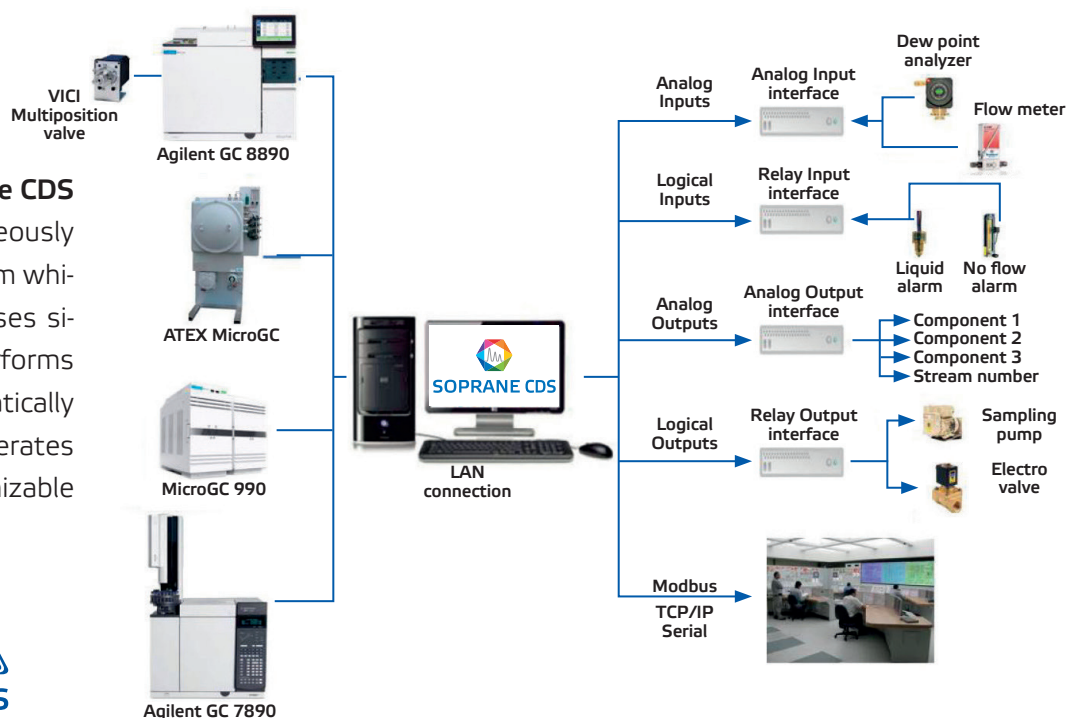 VICI
Multiposition
valve
Agilent GC 8890
e CDS
eously
m whi-
ses si-
forms
atically
erates
nizable
S
ATEX MicroGC
MicroGC 990
Agilent GC 7890
SOPRANE CDS
LAN
connection
Analog
Inputs
Analog Input
interface
Dew point
analyzer
Flow meter
Logical
Inputs
Relay Input
interface
Liquid
alarm
No flow
alarm
Analog
Outputs
Analog Output
interface
Component 1
Component 2
Component 3
Stream number
Logical
Outputs
Relay Output
interface
Sampling
pump
Electro
valve
Modbus
TCP/IP
Serial